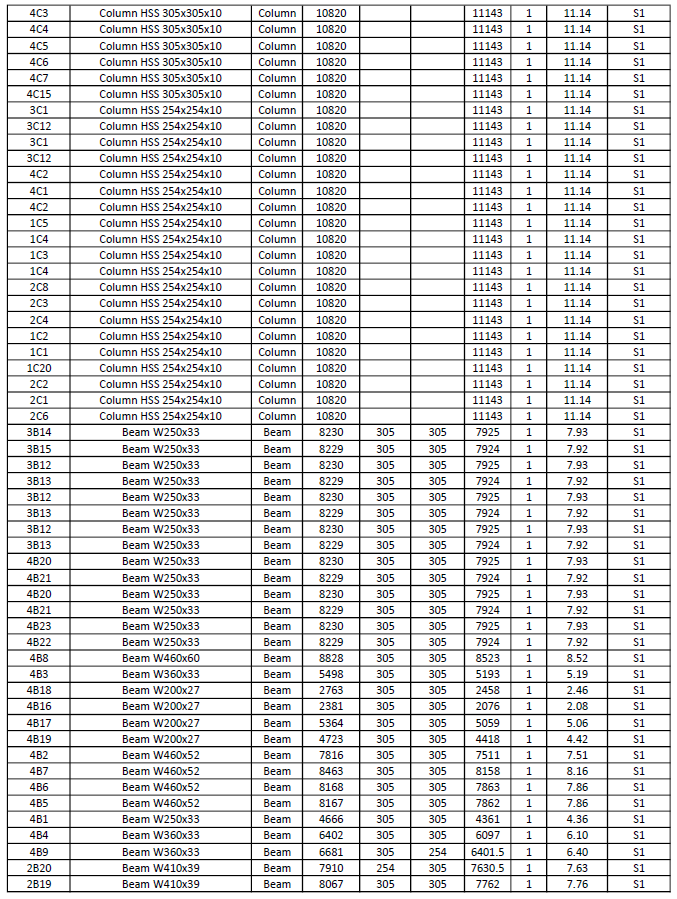 4C3 Column HSS 305x305x10 Column 10820 11143 1 11.14 S1
4C4 Column HSS 305x305x10 Column 10820 11143 1 11.14 S1
4C5 Column HSS 305x305x10 Column 10820 11143 1 11.14 S1
4C6 Column HSS 305x305x10 Column 10820 11143 1 11.14 S1
4C7 Column HSS 305x305x10 Column 10820 11143 1 11.14 S1
4C15 Column HSS 305x305x10 Column 10820 11143 1 11.14 S1
3C1 Column HSS 254x254x10 Column 10820 11143 1 11.14 S1
3C12 Column HSS 254x254x10 Column 10820 11143 1 11.14 S1
3C1 Column HSS 254x254x10 Column 10820 11143 1 11.14 S1
3C12 Column HSS 254x254x10 Column 10820 11143 1 11.14 S1
4C2 Column HSS 254x254x10 Column 10820 11143 1 11.14 S1
4C1 Column HSS 254x254x10 Column 10820 11143 1 11.14 S1
4C2 Column HSS 254x254x10 Column 10820 11143 1 11.14 S1
1C5 Column HSS 254x254x10 Column 10820 11143 1 11.14 S1
1C4 Column HSS 254x254x10 Column 10820 11143 1 11.14 S1
1C3 Column HSS 254x254x10 Column 10820 11143 1 11.14 S1
1C4 Column HSS 254x254x10 Column 10820 11143 1 11.14 S1
2C8 Column HSS 254x254x10 Column 10820 11143 1 11.14 S1
2C3 Column HSS 254x254x10 Column 10820 11143 1 11.14 S1
2C4 Column HSS 254x254x10 Column 10820 11143 1 11.14 S1
1C2 Column HSS 254x254x10 Column 10820 11143 1 11.14 S1
1C1 Column HSS 254x254x10 Column 10820 11143 1 11.14 S1
1C20 Column HSS 254x254x10 Column 10820 11143 1 11.14 S1
2C2 Column HSS 254x254x10 Column 10820 11143 1 11.14 S1
2C1 Column HSS 254x254x10 Column 10820 11143 1 11.14 S1
2C6 Column HSS 254x254x10 Column 10820 11143 1 11.14 S1
3B14 Beam W250x33 Beam 8230 305 305 7925 1 7.93 S1
3B15 Beam W250x33 Beam 8229 305 305 7924 1 7.92 S1
3B12 Beam W250x33 Beam 8230 305 305 7925 1 7.93 S1
3B13 Beam W250x33 Beam 8229 305 305 7924 1 7.92 S1
3B12 Beam W250x33 Beam 8230 305 305 7925 1 7.93 S1
3B13 Beam W250x33 Beam 8229 305 305 7924 1 7.92 S1
3B12 Beam W250x33 Beam 8230 305 305 7925 1 7.93 S1
3B13 Beam W250x33 Beam 8229 305 305 7924 1 7.92 S1
4B20 Beam W250x33 Beam 8230 305 305 7925 1 7.93 S1
4B21 Beam W250x33 Beam 8229 305 305 7924 1 7.92 S1
4B20 Beam W250x33 Beam 8230 305 305 7925 1 7.93 S1
4B21 Beam W250x33 Beam 8229 305 305 7924 1 7.92 S1
4B23 Beam W250x33 Beam 8230 305 305 7925 1 7.93 S1
4B22 Beam W250x33 Beam 8229 305 305 7924 1 7.92 S1
4B8 Beam W460x60 Beam 8828 305 305 8523 1 8.52 S1
4B3 Beam W360x33 Beam 5498 305 305 5193 1 5.19 S1
4B18 Beam W200x27 Beam 2763 305 305 2458 1 2.46 S1
4B16 Beam W200x27 Beam 2381 305 305 2076 1 2.08 S1
4B17 Beam W200x27 Beam 5364 305 305 5059 1 5.06 S1
4B19 Beam W200x27 Beam 4723 305 305 4418 1 4.42 S1
4B2 Beam W460x52 Beam 7816 305 305 7511 1 7.51 S1
4B7 Beam W460x52 Beam 8463 305 305 8158 1 8.16 S1
4B6 Beam W460x52 Beam 8168 305 305 7863 1 7.86 S1
4B5 Beam W460x52 Beam 8167 305 305 7862 1 7.86 S1
4B1 Beam W250x33 Beam 4666 305 305 4361 1 4.36 S1
4B4 Beam W360x33 Beam 6402 305 305 6097 1 6.10 S1
4B9 Beam W360x33 Beam 6681 305 254 6401.5 1 6.40 S1
2B20 Beam W410x39 Beam 7910 254 305 7630.5 1 7.63 S1
2B19 Beam W410x39 Beam 8067 305 305 7762 1 7.76 S1